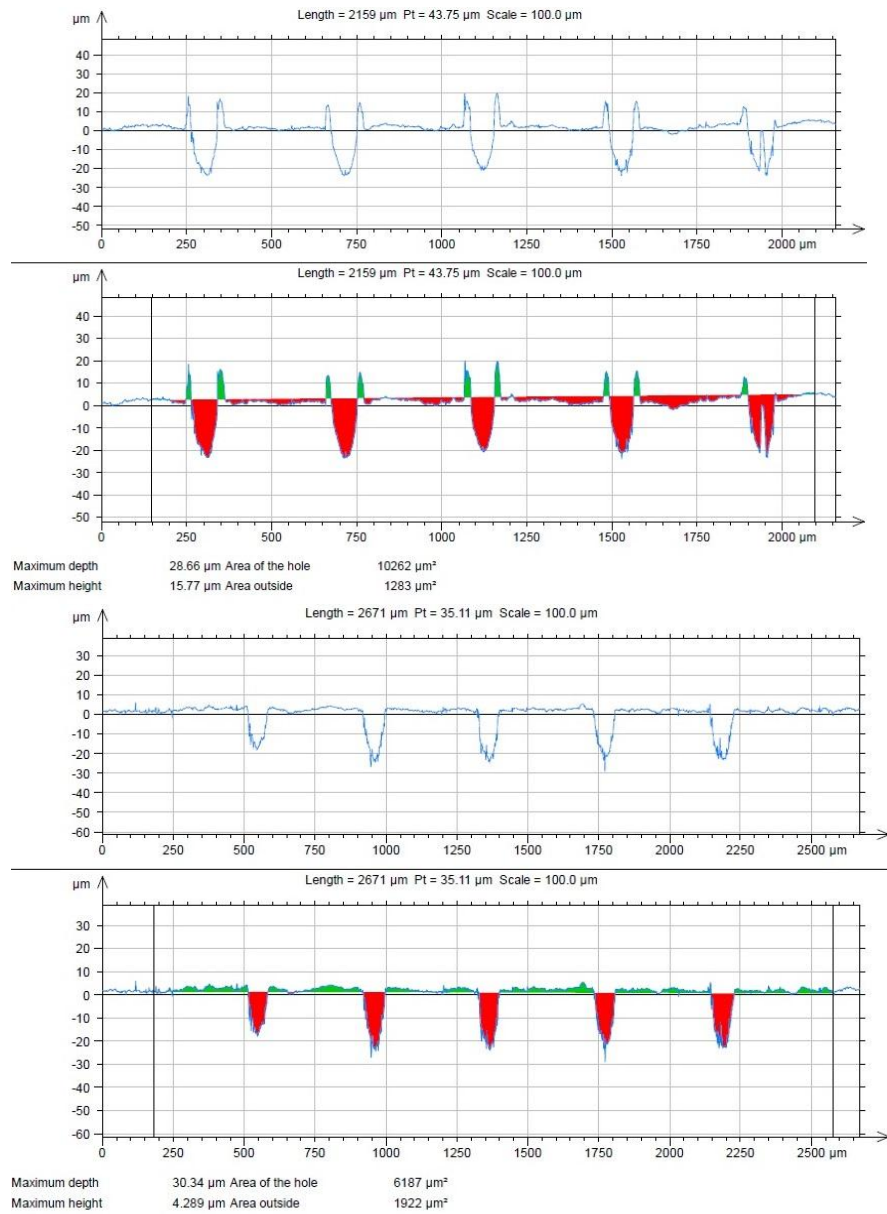 Length = 2159 µm Pt = 43.75 µm Scale = 100.0 µm
µm
40
30
20
10
0
-10
-20
-30
-40
-50
0 250 500 750 1000 1250 1500 1750 2000 µm
Length = 2159 µm Pt = 43.75 µm Scale = 100.0 µm
µm
40
30
20
10
0
-10
-20
-30
-40
-50
0 250 500 750 1000 1250 1500 1750 2000 µm
Maximum depth 28.66 µm Area of the hole 10262 µm²
Maximum height 15.77 µm Area outside 1283 µm²
Length = 2671 µm Pt = 35.11 µm Scale = 100.0 µm
µm
30
20
10
0
-10
-20
-30
-40
-50
-60
0 250 500 750 1000 1250 1500 1750 2000 2250 2500 µm
Length = 2671 µm Pt = 35.11 µm Scale = 100.0 µm
µm
30
20
10
0
-10
-20
-30
-40
-50
-60
0 250 500 750 1000 1250 1500 1750 2000 2250 2500 µm
Maximum depth 30.34 µm Area of the hole 6187 µm²
Maximum height 4.289 µm Area outside 1922 µm²